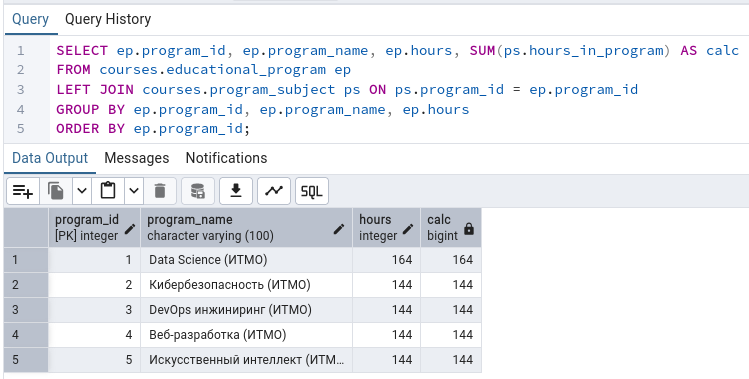 Query Query History
1 SELECT ep.program_id, ep.program_name, ep.hours, SUM(ps.hours_in_program) AS calc
2 FROM courses.educational_program ep
3 LEFT JOIN courses.program_subject ps ON ps.program_id = ep.program_id
4 GROUP BY ep.program_id, ep.program_name, ep.hours
5 ORDER BY ep.program_id;
Data Output Messages Notifications
SQL
program_id program_name hours calc
[PK] integer character varying (100) integer bigint
1 1 Data Science (ИТМО) 164 164
2 2 Кибербезопасность (ИТМО) 144 144
3 3 DevOps инжиниринг (ИТМО) 144 144
4 4 Веб-разработка (ИТМО) 144 144
5 5 Искусственный интеллект (ИТМ… 144 144